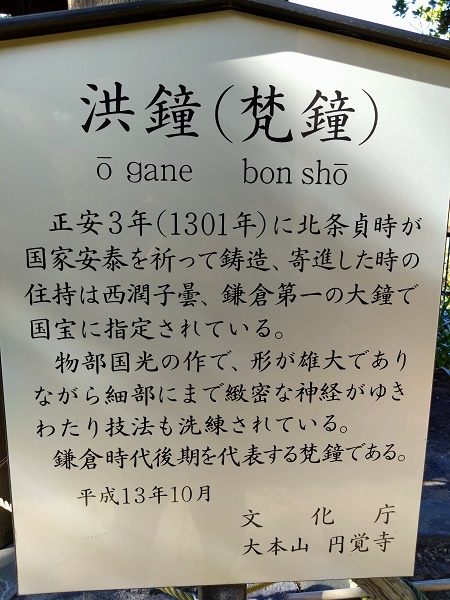 洪鐘(梵鐘)
ō gane bon shō
正安3年(1301年)に北条貞時が
国家安泰を祈って鋳造、寄進した時の
住持は西澗子曇、鎌倉第一の大鐘で
国宝に指定されている。
物部国光の作で、形が雄大であり
ながら細部にまで緻密な神経がゆき
わたり技法も洗練されている。
鎌倉時代後期を代表する梵鐘である。
平成13年10月
文化庁
大本山 円覚寺